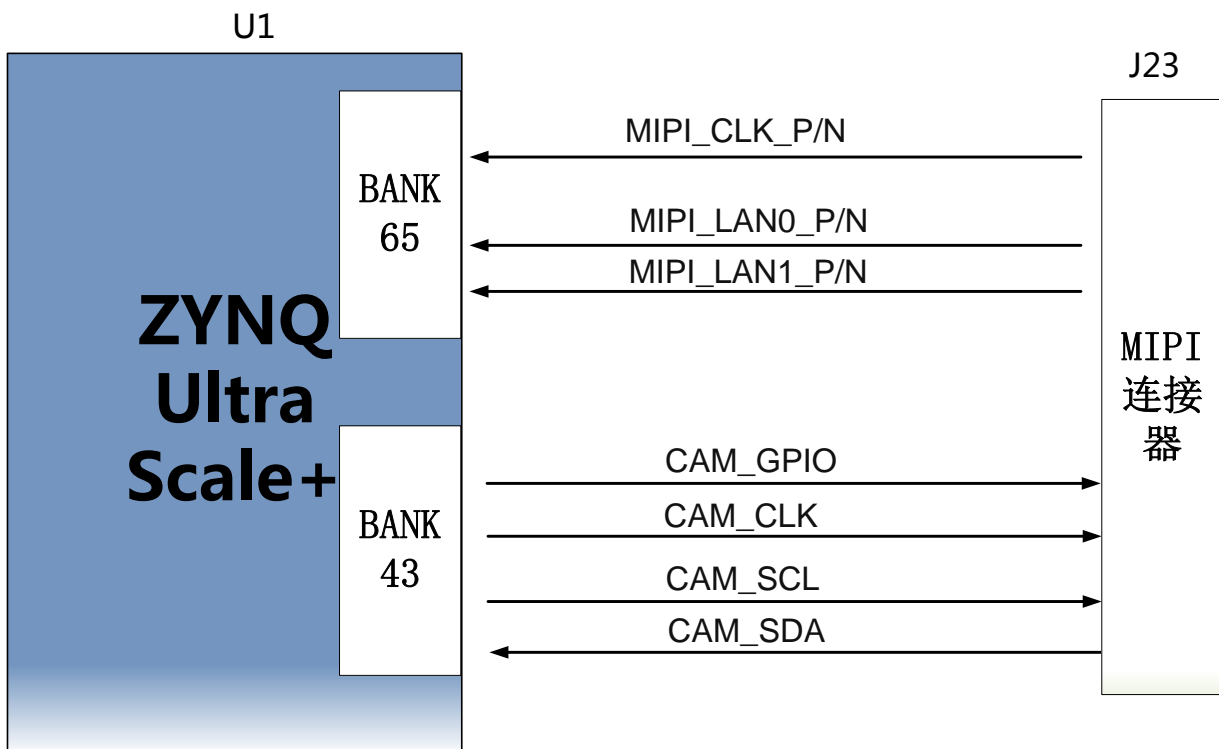 U1
J23
ZYNQ
Ultra
Scale+
BANK
65
BANK
43
MIPI_CLK_P/N
MIPI_LAN0_P/N
MIPI_LAN1_P/N
CAM_GPIO
CAM_CLK
CAM_SCL
CAM_SDA
MIPI
连接
器